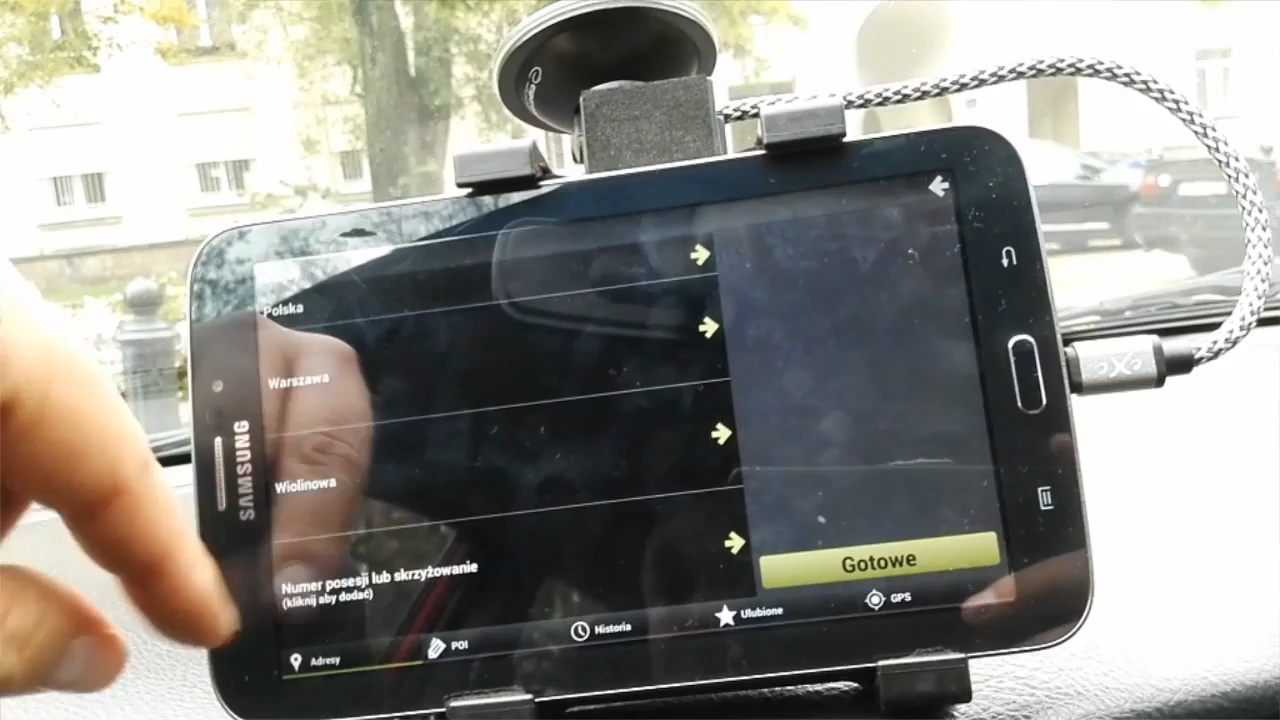 Polska
Warszawa
Wiolinowa
Numer posesji lub skrzyżowanie
(kliknij aby dodać)
Gotowe
Adresy
POI
Historia
Ulubione
GPS
SAMSUNG